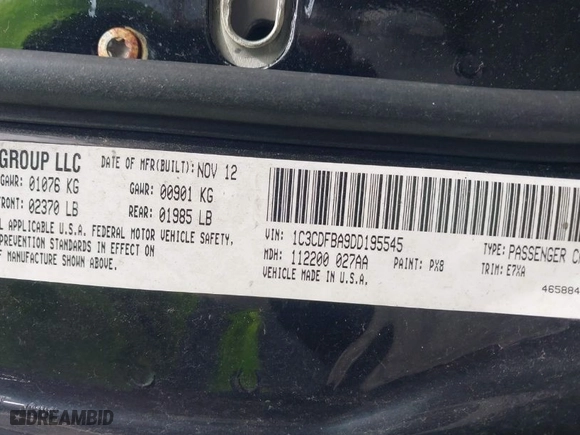 GROUP LLC DATE OF MFR(BUILT): NOV 12
GAWR: 01076 KG GAWR: 00901 KG
FRONT: 02370 LB REAR: 01985 LB
APPLICABLE U.S.A. FEDERAL MOTOR VEHICLE SAFETY,
PREVENTION STANDARDS IN EFFECT
OF MANUFACTURE SHOWN ABOVE.
VIN: 1C3CDFBA9DD195545 TYPE: PASSENGER
MDH: 112200 027AA PAINT: PX8 TRIM: E7XA
VEHICLE MADE IN U.S.A.
465884
DREAMBID